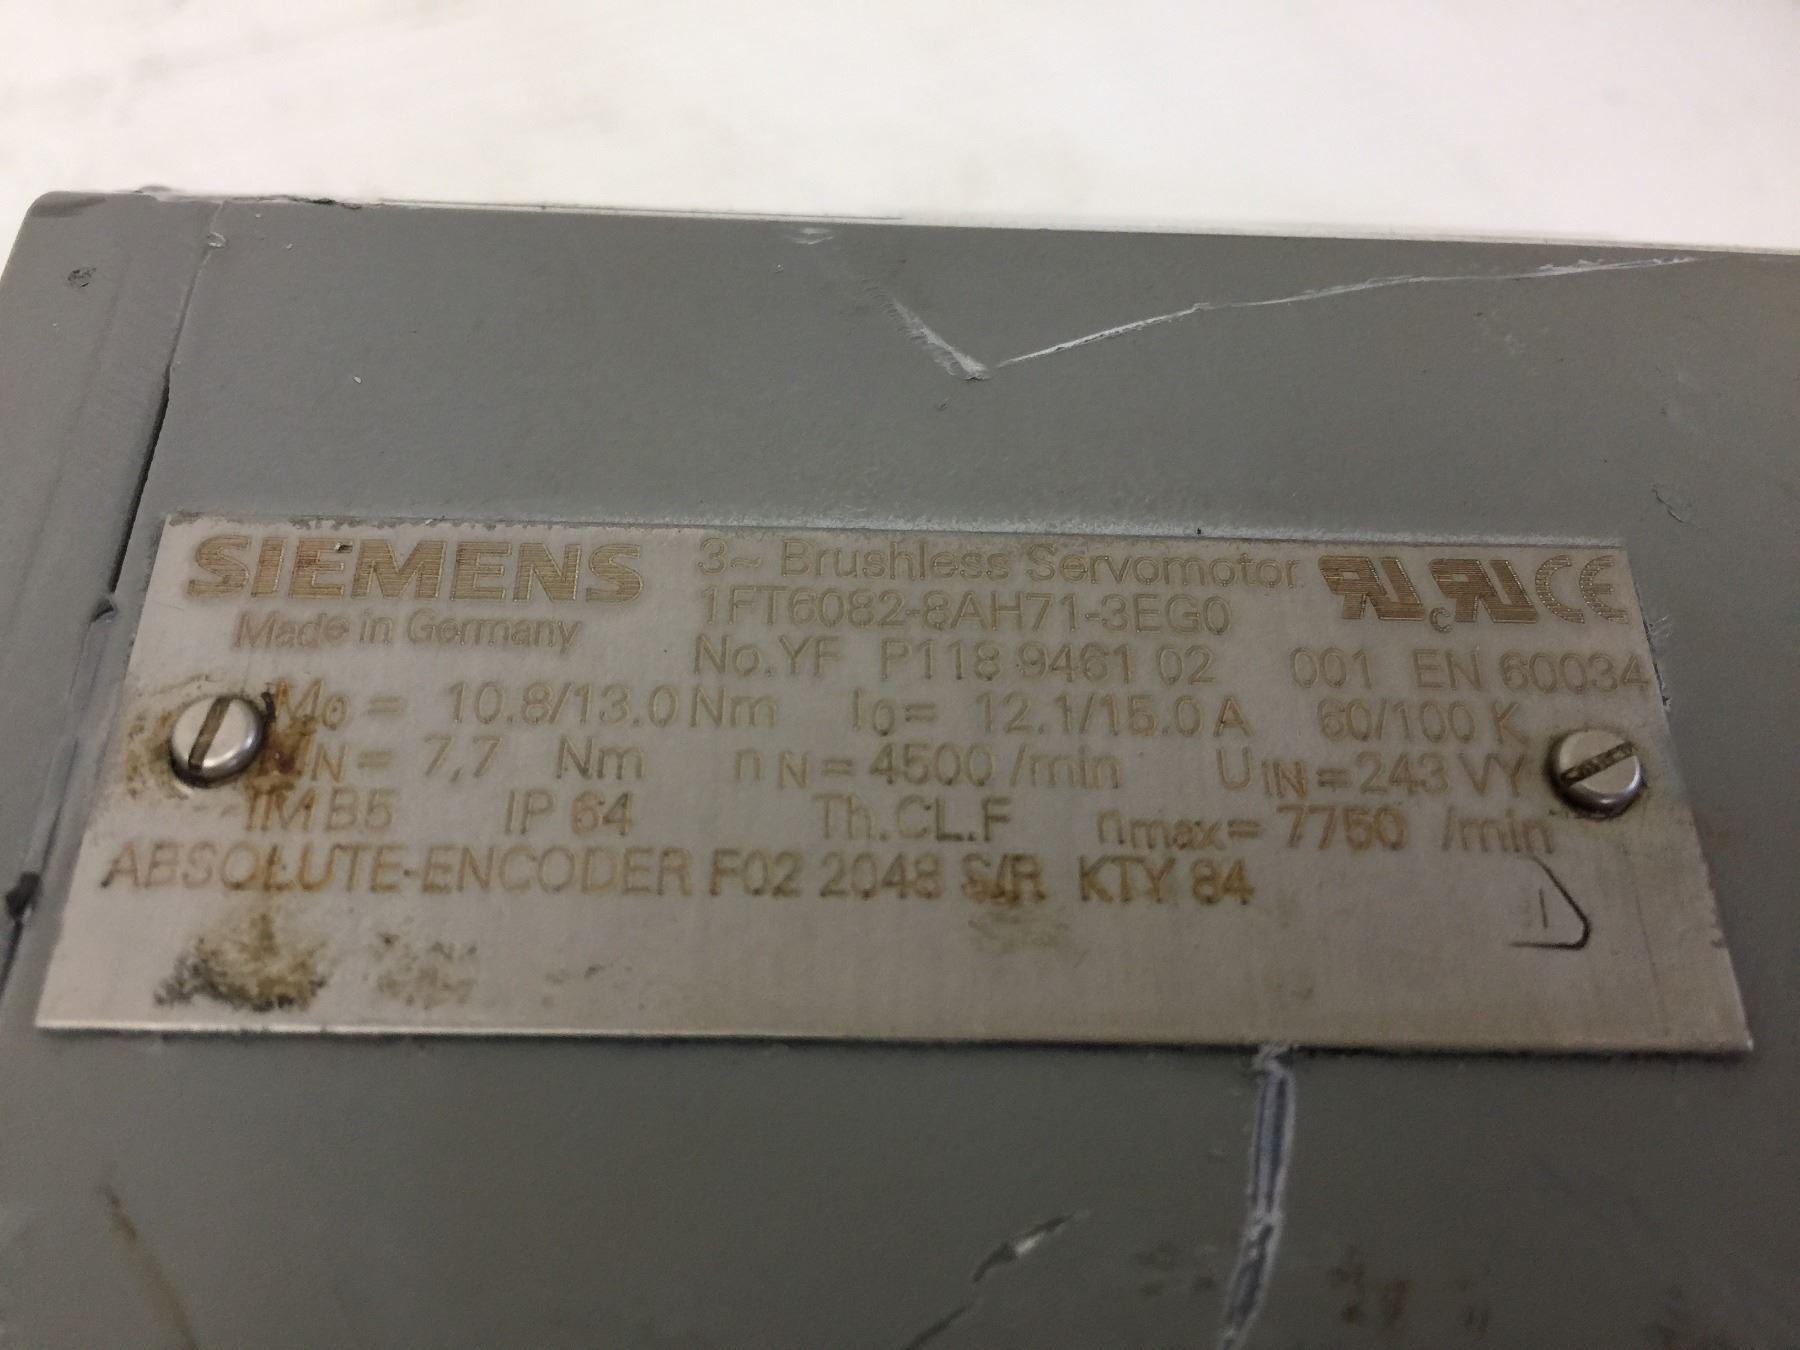 SIEMENS 3~ Brushless Servomotor
Made in Germany 1FT6082-8AH71-3EG0
No.YF P118 9461 02 001 EN 60034
M0 = 10.8/13.0 Nm I0= 12.1/15.0 A 60/100 K
MN = 7,7 Nm nN = 4500 /min UIN = 243 VY
IM B5 IP 64 Th.CL.F nmax= 7750 /min
ABSOLUTE-ENCODER F02 2048 S/R KTY 84